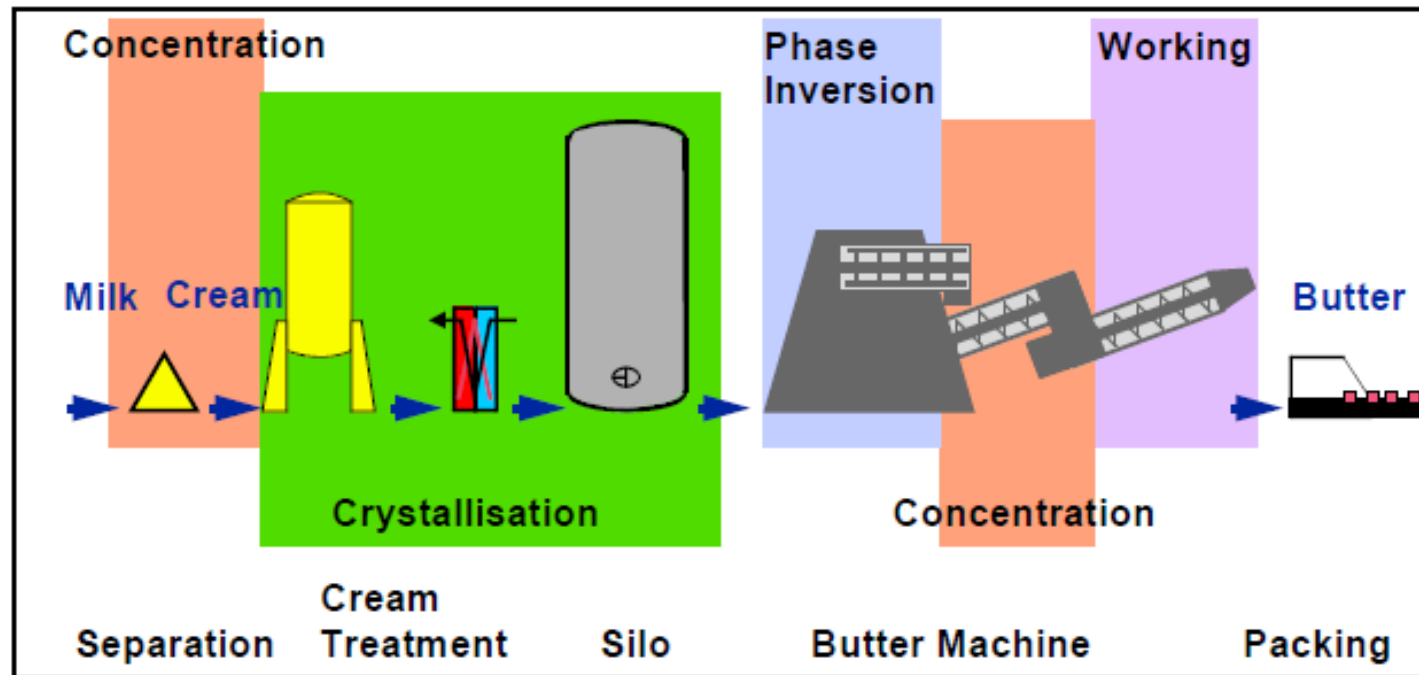 Concentration
Phase
Inversion
Working
Milk
Cream
Butter
Crystallisation
Concentration
Separation
Cream
Treatment
Silo
Butter Machine
Packing